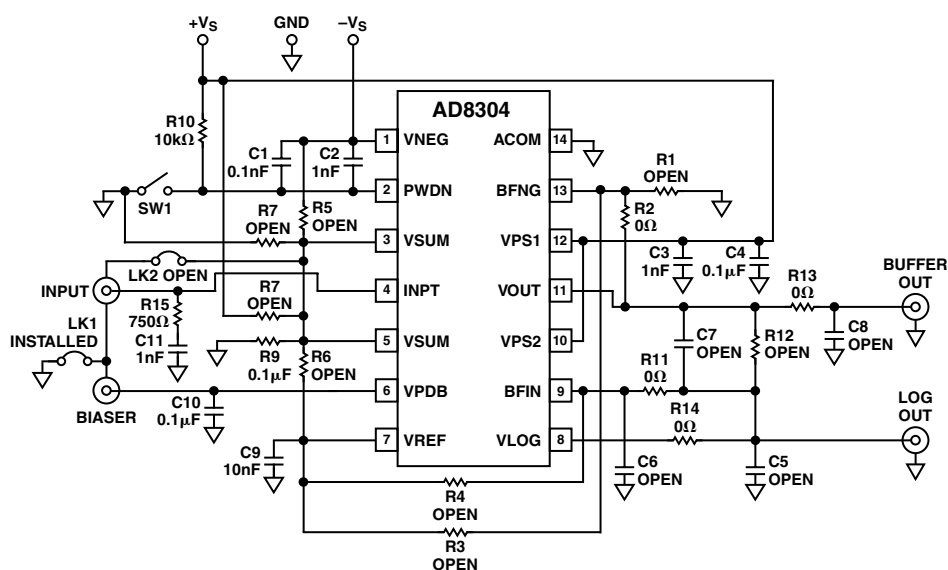 +VS
GND
−VS
AD8304
R10
10kΩ
C1
0.1nF
C2
1nF
1
VNEG
ACOM
14
R1
OPEN
2
PWDN
BFNG
13
SW1
R7
OPEN
R5
OPEN
R2
0Ω
3
VSUM
VPS1
12
C3
1nF
C4
0.1μF
LK2 OPEN
R13
0Ω
BUFFER
OUT
INPUT
4
INPT
VOUT
11
R15
750Ω
R7
OPEN
LK1
INSTALLED
C11
1nF
5
VSUM
VPS2
10
C7
OPEN
R12
OPEN
C8
OPEN
R9
0.1μF
R6
OPEN
R11
0Ω
6
VPDB
BFIN
9
BIASER
C10
0.1μF
R14
0Ω
LOG
OUT
7
VREF
VLOG
8
C9
10nF
C6
OPEN
C5
OPEN
R4
OPEN
R3
OPEN